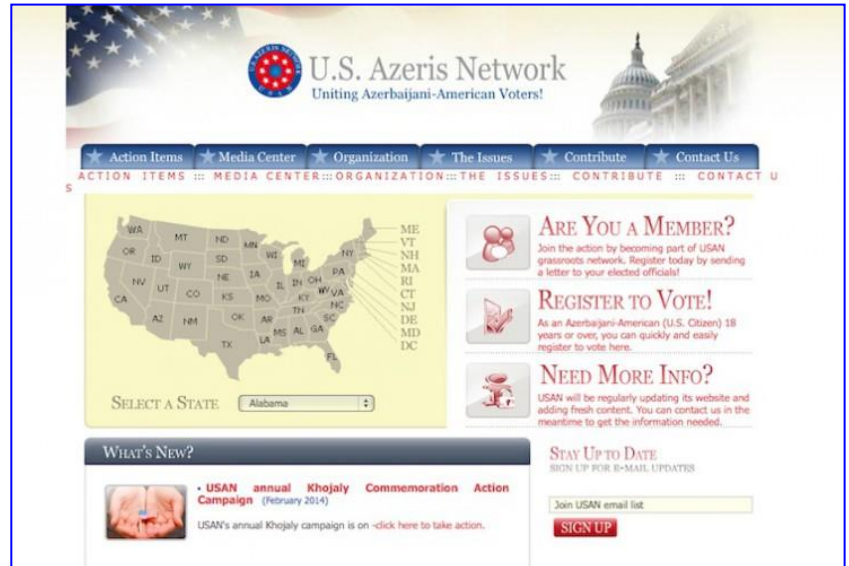 U.S. Azeris Network
Uniting Azerbaijani-American Voters!
Action Items Media Center Organization The Issues Contribute Contact Us
ACTION ITEMS ::: MEDIA CENTER:::ORGANIZATION:::THE ISSUES::: CONTRIBUTE ::: CONTACT U
S
WA
MT
ND
MN
OR
ID
SD
WI
MI
NY
WY
NE
IA
PA
NV
UT
CO
KS
IL
IN
OH
MO
KY
WV
VA
CA
AZ
NM
OK
AR
TN
NC
SC
MS
AL
GA
LA
TX
FL
ME
VT
NH
MA
RI
CT
NJ
DE
MD
DC
SELECT A STATE Alabama
ARE YOU A MEMBER?
Join the action by becoming part of USAN
grassroots network. Register today by sending
a letter to your elected officials!
REGISTER TO VOTE!
As an Azerbaijani-American (U.S. Citizen) 18
years or over, you can quickly and easily
register to vote here.
NEED MORE INFO?
USAN will be regularly updating its website and
adding fresh content. You can contact us in the
meantime to get the information needed.
WHAT'S NEW?
• USAN annual Khojaly Commemoration Action
Campaign (February 2014)
USAN's annual Khojaly campaign is on -click here to take action.
STAY UP TO DATE
SIGN UP FOR E-MAIL UPDATES
Join USAN email list
SIGN UP